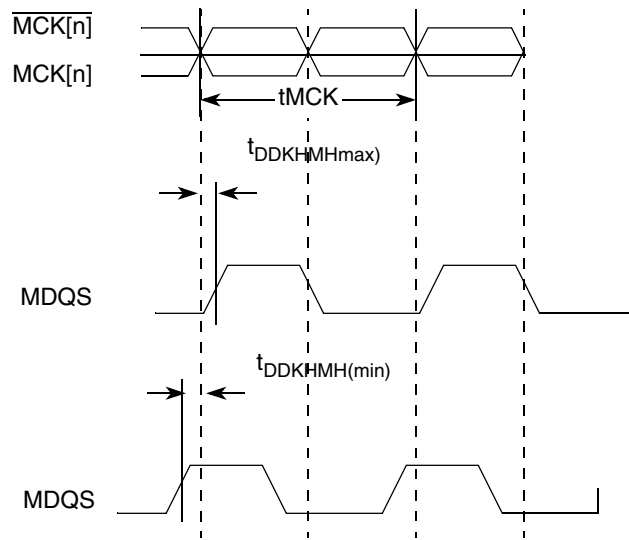 MCK[n]
MCK[n]
tMCK
tDDKHMHmax)
MDQS
tDDKHMH(min)
MDQS